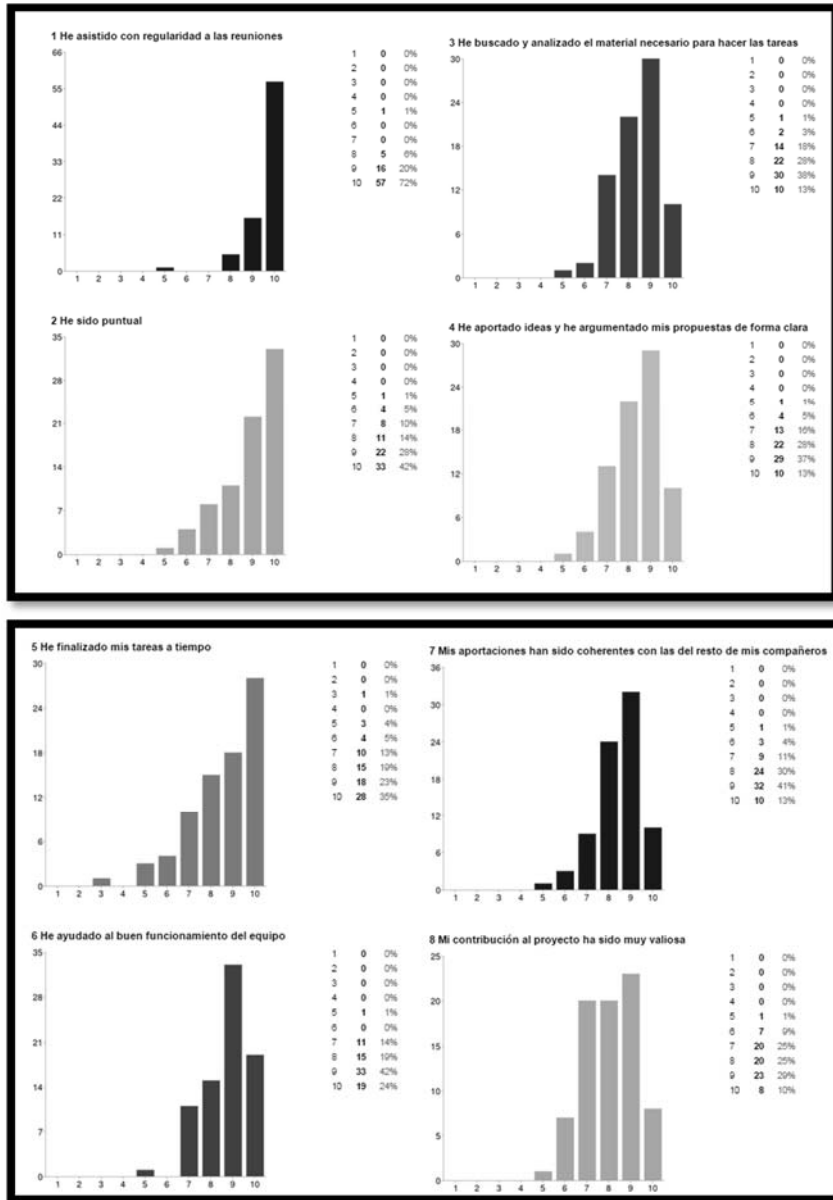 1 He asistido con regularidad a las reuniones
66
55
44
33
22
11
0
1 2 3 4 5 6 7 8 9 10
1 0 0%
2 0 0%
3 0 0%
4 0 0%
5 1 1%
6 0 0%
7 0 0%
8 5 6%
9 16 20%
10 57 72%
3 He buscado y analizado el material necesario para hacer las tareas
30
24
18
12
6
0
1 2 3 4 5 6 7 8 9 10
1 0 0%
2 0 0%
3 0 0%
4 0 0%
5 1 1%
6 2 3%
7 14 18%
8 22 28%
9 30 38%
10 10 13%
2 He sido puntual
35
28
21
14
7
0
1 2 3 4 5 6 7 8 9 10
1 0 0%
2 0 0%
3 0 0%
4 0 0%
5 1 1%
6 4 5%
7 8 10%
8 11 14%
9 22 28%
10 33 42%
4 He aportado ideas y he argumentado mis propuestas de forma clara
30
24
18
12
6
0
1 2 3 4 5 6 7 8 9 10
1 0 0%
2 0 0%
3 0 0%
4 0 0%
5 1 1%
6 4 5%
7 13 16%
8 22 28%
9 29 37%
10 10 13%
5 He finalizado mis tareas a tiempo
30
24
18
12
6
0
1 2 3 4 5 6 7 8 9 10
1 0 0%
2 0 0%
3 1 1%
4 0 0%
5 3 4%
6 4 5%
7 10 13%
8 15 19%
9 18 23%
10 28 35%
7 Mis aportaciones han sido coherentes con las del resto de mis compañeros
36
30
24
18
12
6
0
1 2 3 4 5 6 7 8 9 10
1 0 0%
2 0 0%
3 0 0%
4 0 0%
5 1 1%
6 3 4%
7 9 11%
8 24 30%
9 32 41%
10 10 13%
6 He ayudado al buen funcionamiento del equipo
35
28
21
14
7
1 2 3 4 5 6 7 8 9 10
1 0 0%
2 0 0%
3 0 0%
4 0 0%
5 1 1%
6 0 0%
7 11 14%
8 15 19%
9 33 42%
10 19 24%
8 Mi contribución al proyecto ha sido muy valiosa
25
20
15
10
5
0
1 2 3 4 5 6 7 8 9 10
1 0 0%
2 0 0%
3 0 0%
4 0 0%
5 1 1%
6 7 9%
7 20 25%
8 20 25%
9 23 29%
10 8 10%